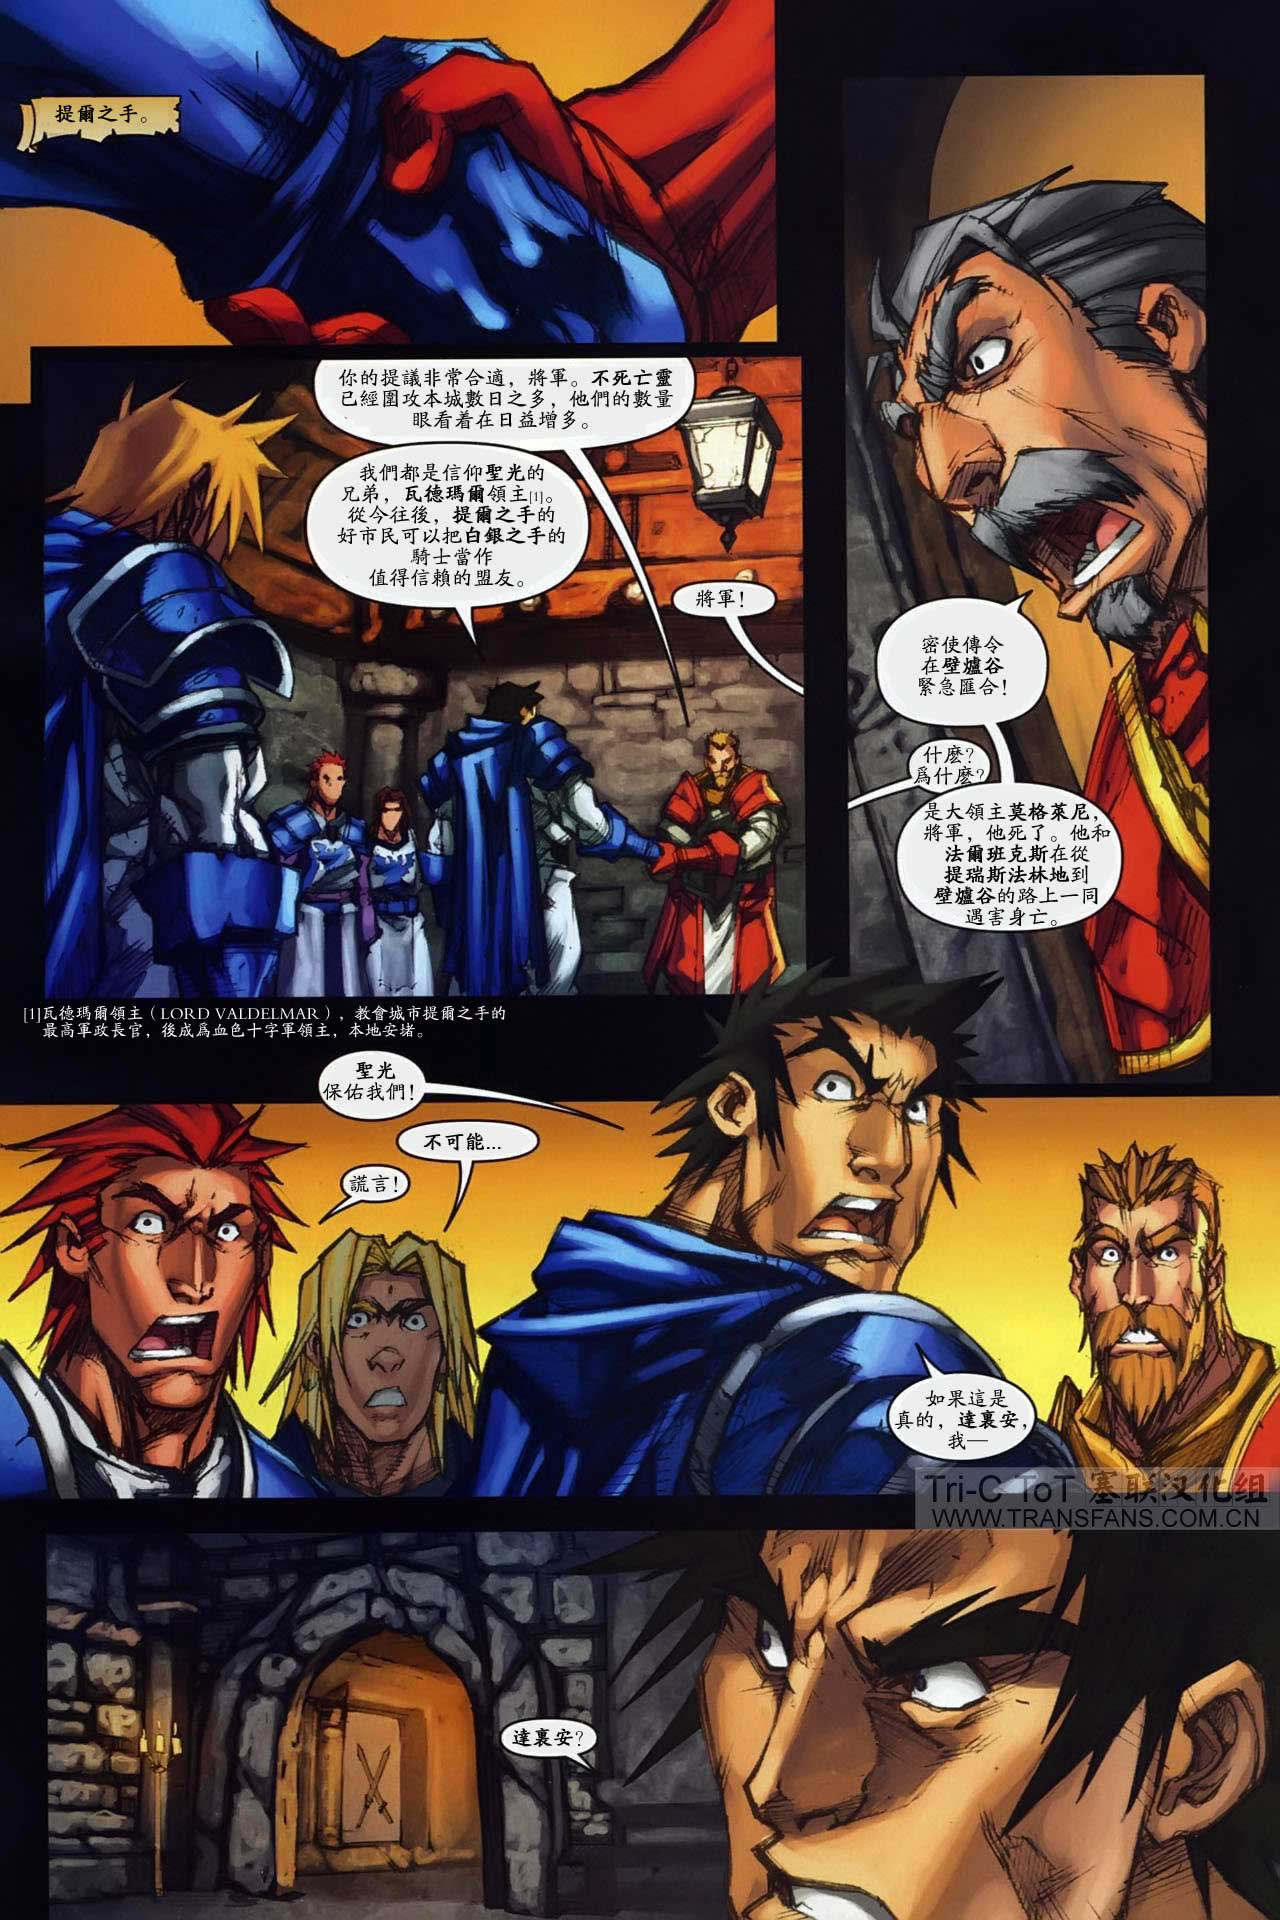 提爾之手。
你的提議非常合適，將軍。不死亡靈
已經圍攻本城數日之多，他們的數量
眼看着在日益增多。
我們都是信仰聖光的
兄弟，瓦德瑪爾領主[1]。
從今往後，提爾之手的
好市民可以把白銀之手的
騎士當作
值得信賴的盟友。
將軍！
密使傳令
在壁爐谷
緊急匯合！
什麽？
爲什麽？
是大領主莫格萊尼，
將軍，他死了。他和
法爾班克斯在從
提瑞斯法林地到
壁爐谷的路上一同
遇害身亡。
[1]瓦德瑪爾領主（LORD VALDELMAR），教會城市提爾之手的
最高軍政長官，後成爲血色十字軍領主，本地安堵。
聖光
保佑我們！
不可能...
謊言！
如果這是
真的，達裏安，
我—
Tri-C ToT 塞联汉化组
WWW.TRANSFANS.COM.CN
達裏安？